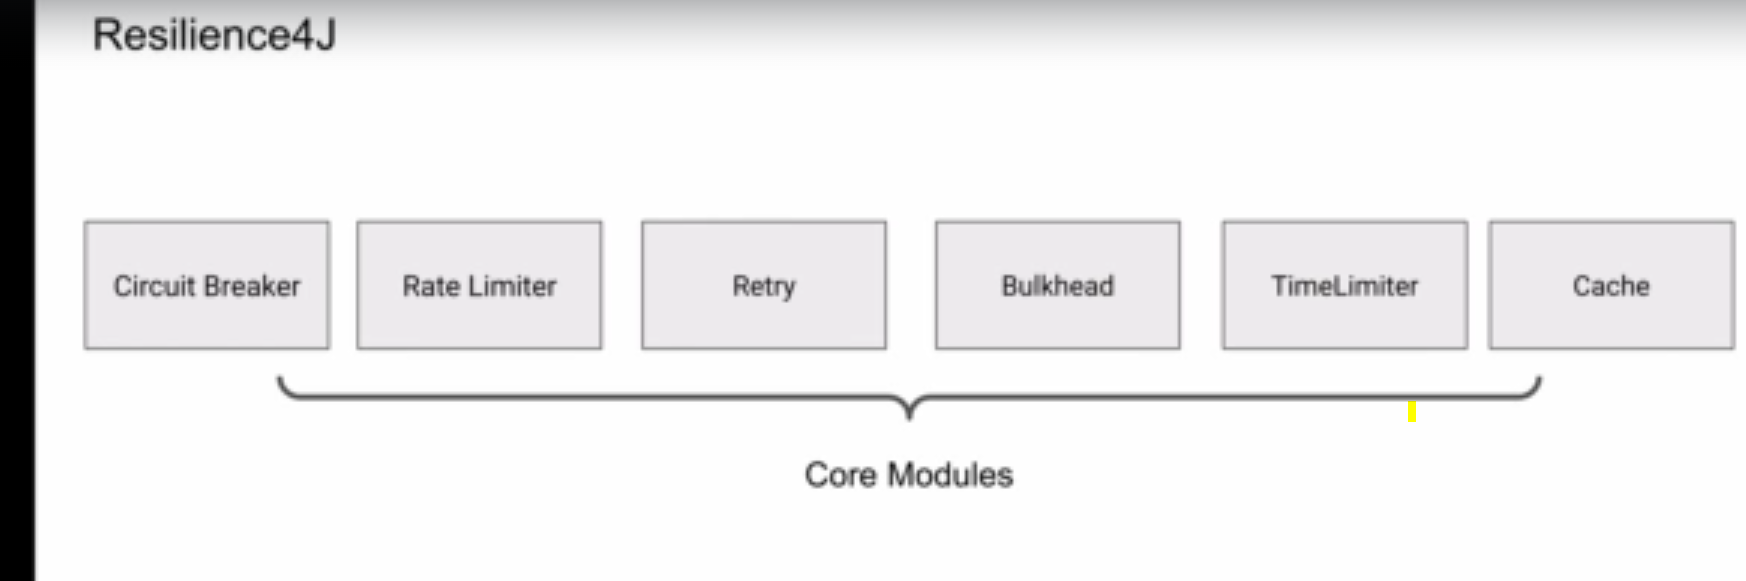 Resilience4J
Circuit Breaker
Rate Limiter
Retry
Bulkhead
TimeLimiter
Cache
Core Modules